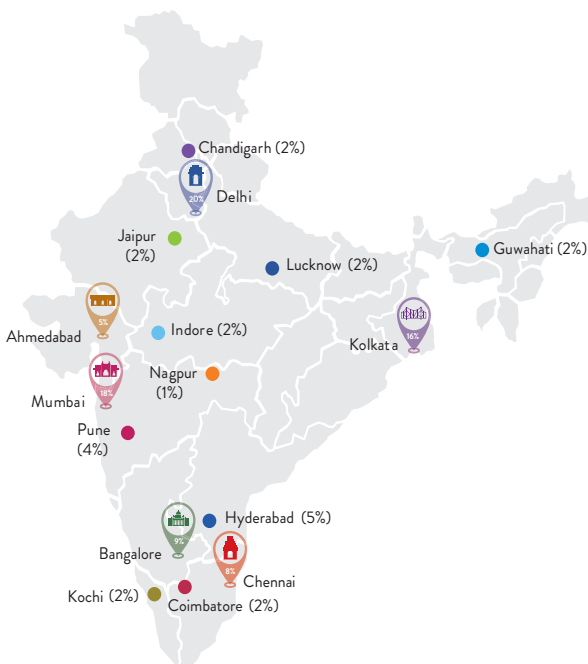 Chandigarh (2%)
20%
Delhi
Jaipur
(2%)
Guwahati (2%)
Lucknow (2%)
5%
Ahmedabad
Indore (2%)
16%
Kolkata
Nagpur
(1%)
18%
Mumbai
Pune
(4%)
Hyderabad (5%)
9%
Bangalore
8%
Chennai
Kochi (2%)
Coimbatore (2%)